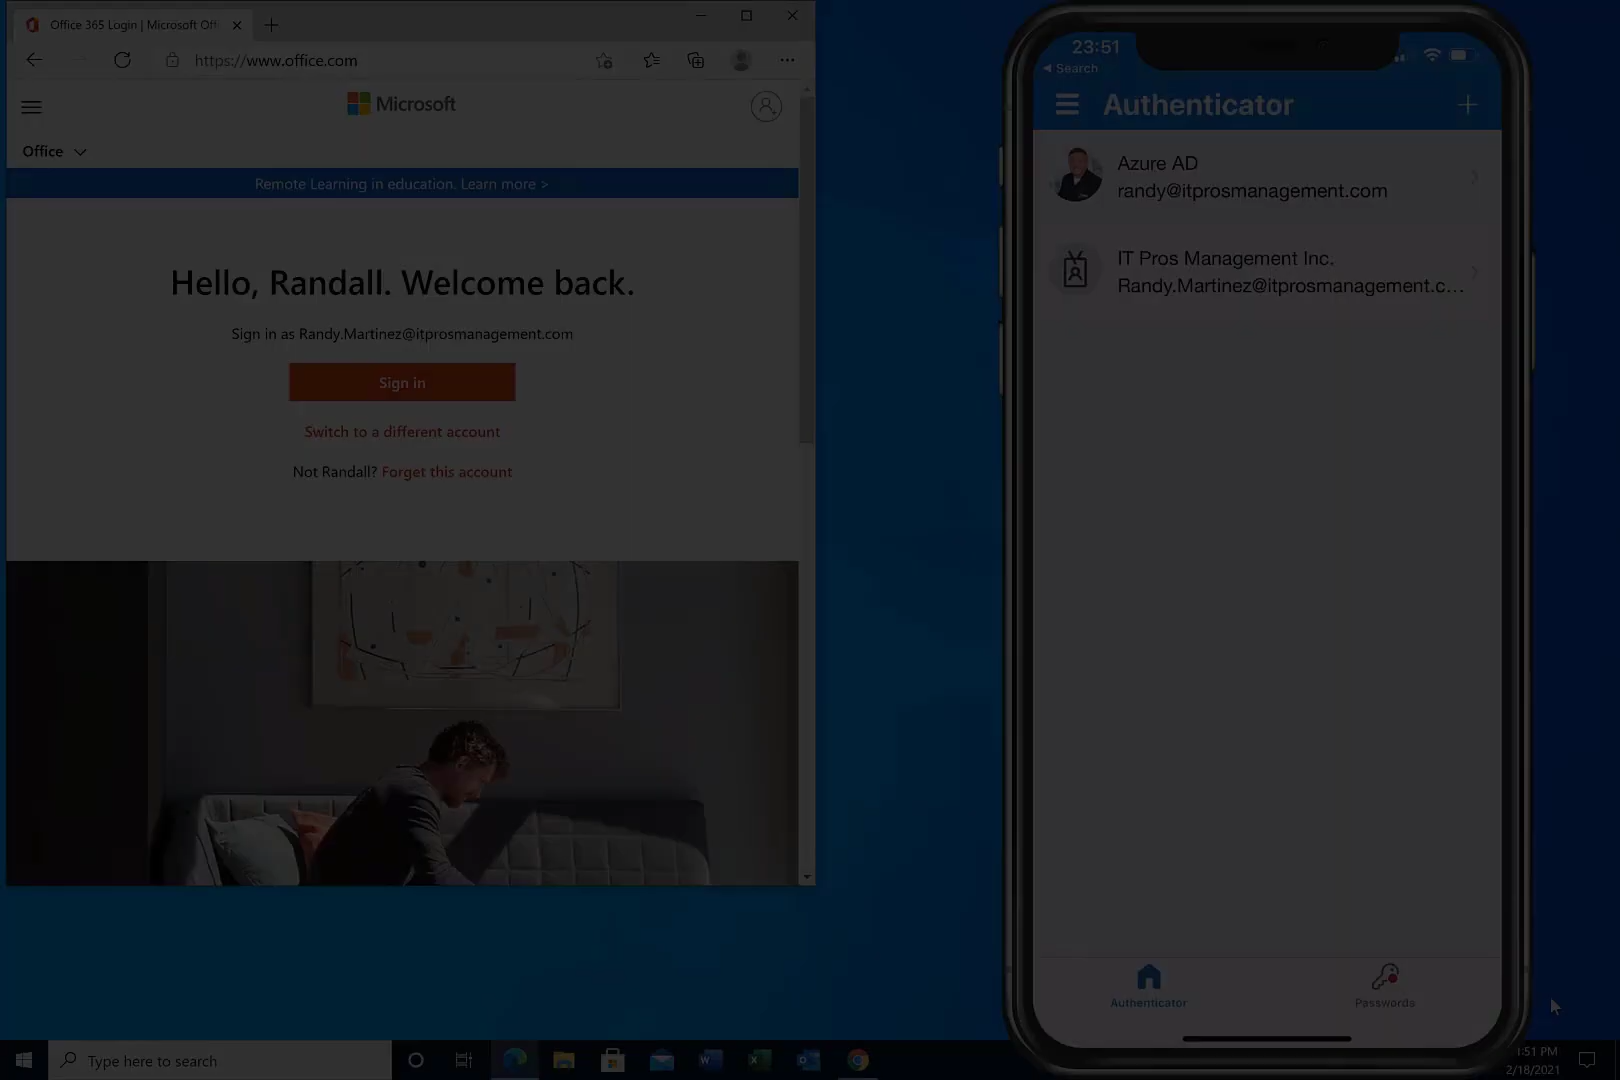 Office 365 Login | Microsoft Off
https://www.office.com
Microsoft
Office
Remote Learning in education. Learn more >
Hello, Randall. Welcome back.
Sign in as Randy.Martinez@itprosmanagement.com
Sign in
Switch to a different account
Not Randall? Forget this account
Type here to search
23:51
Search
Authenticator
Azure AD
randy@itprosmanagement.com
IT Pros Management Inc.
Randy.Martinez@itprosmanagement.c...
Authenticator
Passwords
1:51 PM
2/18/2021